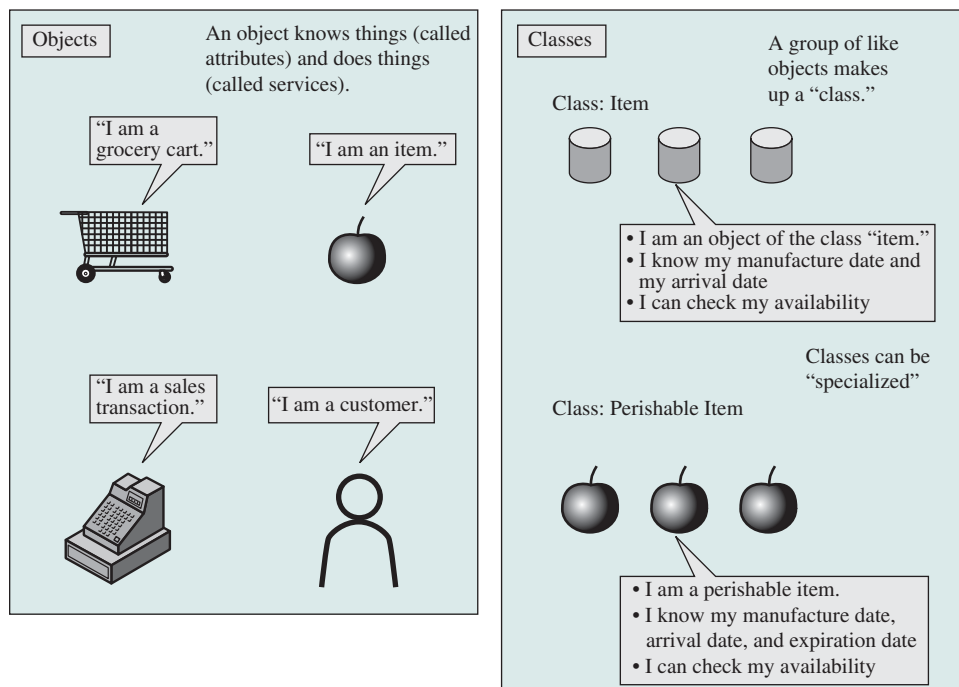 Objects
An object knows things (called
attributes) and does things
(called services).
“I am a
grocery cart.”
“I am an item.”
“I am a sales
transaction.”
“I am a customer.”
Classes
A group of like
objects makes
up a “class.”
Class: Item
• I am an object of the class “item.”
• I know my manufacture date and
my arrival date
• I can check my availability
Classes can be
“specialized”
Class: Perishable Item
• I am a perishable item.
• I know my manufacture date,
arrival date, and expiration date
• I can check my availability